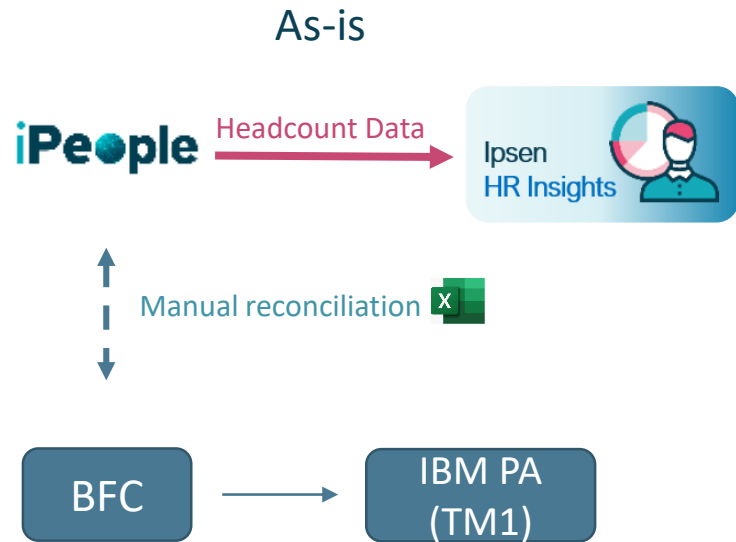 As-is
iPeople
Headcount Data
Ipsen
HR Insights
Manual reconciliation
X
BFC
IBM PA
(TM1)